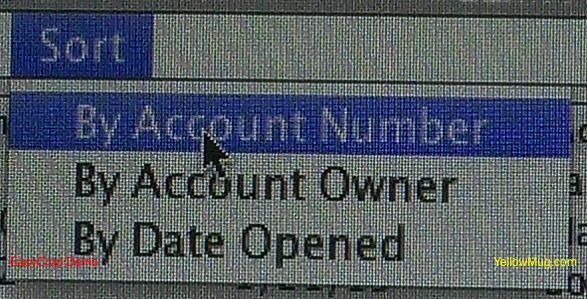 Sort
By Account Number
By Account Owner
By Date Opened
EasyCrop Demo
YellowMug.com